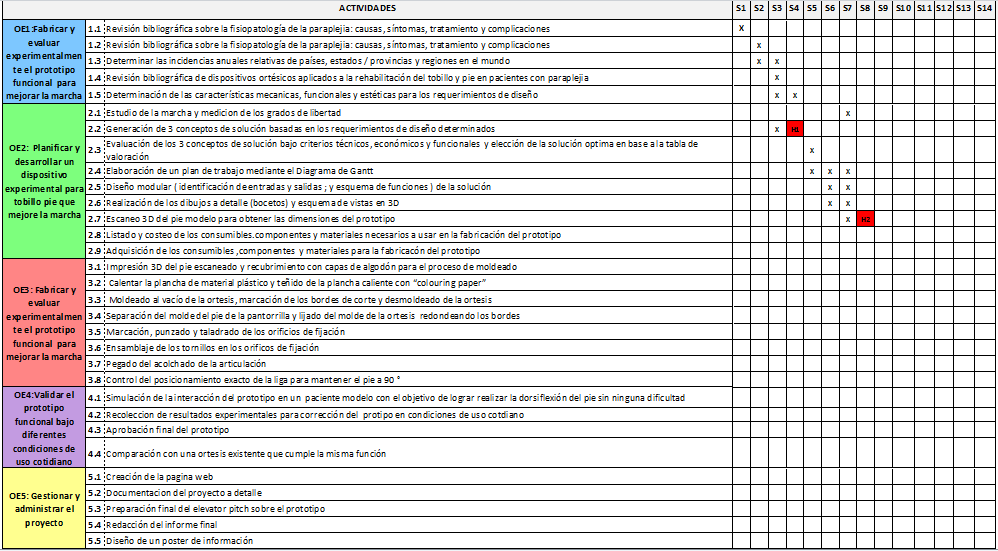 ACTIVIDADES S1 S2 S3 S4 S5 S6 S7 S8 S9 S10 S11 S12 S13 S14
OE1:Fabricar y
evaluar
experimentalmen
te el prototipo
funcional para
mejorar la marcha
1.1 Revisión bibliográfica sobre la fisiopatología de la paraplejia: causas, síntomas, tratamiento y complicaciones X
1.2 Revisión bibliográfica sobre la fisiopatología de la paraplejia: causas, síntomas, tratamiento y complicaciones x
1.3 Determinar las incidencias anuales relativas de países, estados / provincias y regiones en el mundo x x
1.4 Revisión bibliográfica de dispositivos ortésicos aplicados a la rehabilitación del tobillo y pie en pacientes con paraplejia x
1.5 Determinación de las características mecanicas, funcionales y estéticas para los requerimientos de diseño x x
OE2: Planificar y
desarrollar un
dispositivo
experimental para
tobillo pie que
mejore la marcha
2.1 Estudio de la marcha y medicion de los grados de libertad x
2.2 Generación de 3 conceptos de solución basadas en los requerimientos de diseño determinados x H1
2.3 Evaluación de los 3 conceptos de solución bajo criterios técnicos, económicos y funcionales y elección de la solución optima en base a la tabla de
valoración x
2.4 Elaboración de un plan de trabajo mediante el Diagrama de Gantt x x x
2.5 Diseño modular ( identificación de entradas y salidas ; y esquema de funciones ) de la solución x x
2.6 Realización de los dibujos a detalle (bocetos) y esquema de vistas en 3D x x
2.7 Escaneo 3D del pie modelo para obtener las dimensiones del prototipo x H2
2.8 Listado y costeo de los consumibles.componentes y materiales necesarios a usar en la fabricación del prototipo
2.9 Adquisición de los consumibles ,componentes y materiales para la fabricacón del prototipo
OE3: Fabricar y
evaluar
experimentalmen
te el prototipo
funcional para
mejorar la marcha
3.1 Impresión 3D del pie escaneado y recubrimiento con capas de algodón para el proceso de moldeado
3.2 Calentar la plancha de material plástico y teñido de la plancha caliente con "colouring paper"
3.3 Moldeado al vacío de la ortesis, marcación de los bordes de corte y desmoldeado de la ortesis
3.4 Separación del molde del pie de la pantorrilla y lijado del molde de la ortesis redondeando los bordes
3.5 Marcación, punzado y taladrado de los orificios de fijación
3.6 Ensamblaje de los tornillos en los orificos de fijación
3.7 Pegado del acolchado de la articulación
3.8 Control del posicionamiento exacto de la liga para mantener el pie a 90 °
OE4:Validar el
prototipo
funcional bajo
diferentes
condiciones de
uso cotidiano
4.1 Simulación de la interacción del prototipo en un paciente modelo con el objetivo de lograr realizar la dorsiflexión del pie sin ninguna dificultad
4.2 Recoleccion de resultados experimentales para corrección del protipo en condiciones de uso cotdiano
4.3 Aprobación final del prototipo
4.4 Comparación con una ortesis existente que cumple la misma función
OE5: Gestionar y
administrar el
proyecto
5.1 Creación de la pagina web
5.2 Documentacion del proyecto a detalle
5.3 Preparación final del elevator pitch sobre el prototipo
5.4 Redacción del informe final
5.5 Diseño de un poster de información